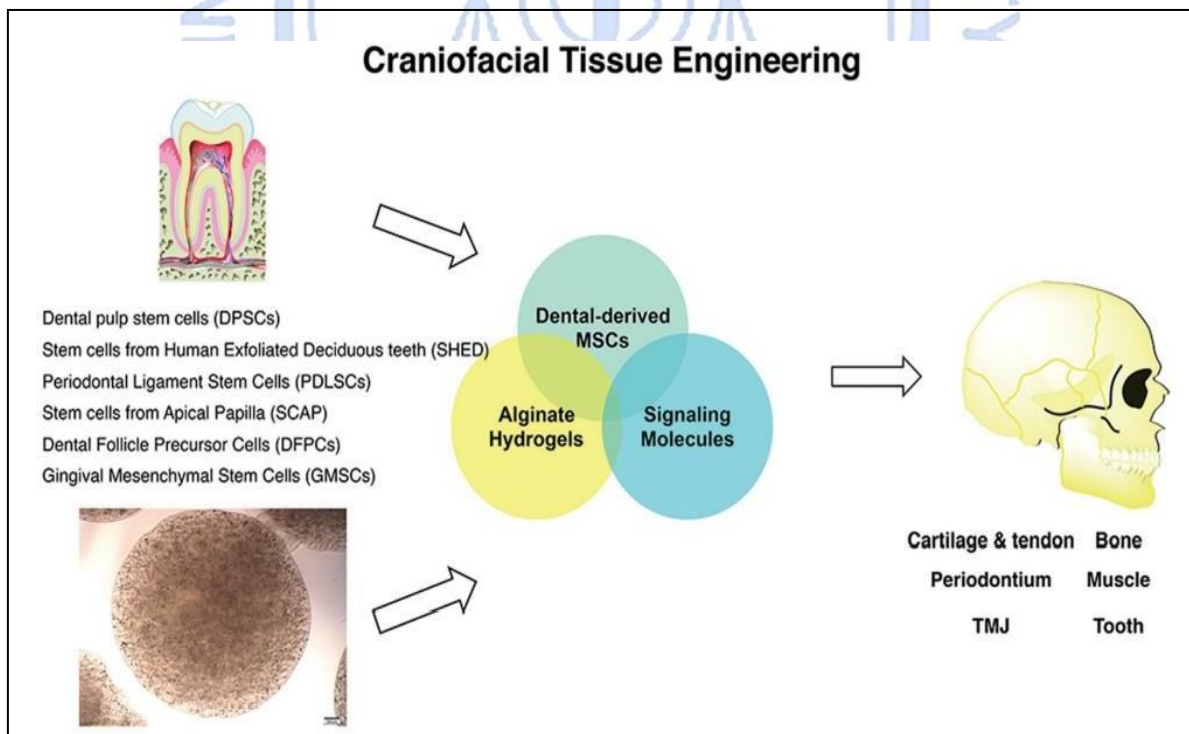 Craniofacial Tissue Engineering
Dental pulp stem cells (DPSCs)
Stem cells from Human Exfoliated Deciduous teeth (SHED)
Periodontal Ligament Stem Cells (PDLSCs)
Stem cells from Apical Papilla (SCAP)
Dental Follicle Precursor Cells (DFPCs)
Gingival Mesenchymal Stem Cells (GMSCs)
Dental-derived
MSCs
Alginate
Hydrogels
Signaling
Molecules
Cartilage & tendon Bone
Periodontium Muscle
TMJ Tooth